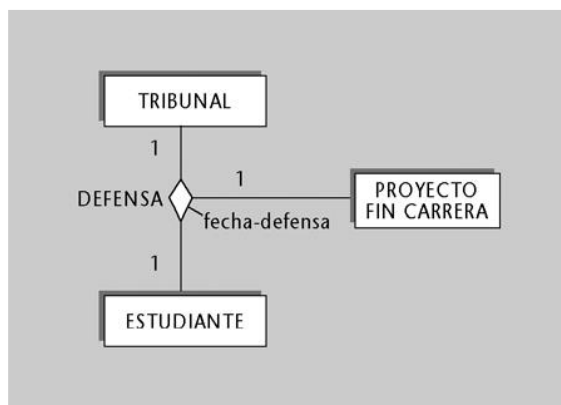 TRIBUNAL
1
1
DEFENSA
PROYECTO
FIN CARRERA
fecha-defensa
1
ESTUDIANTE